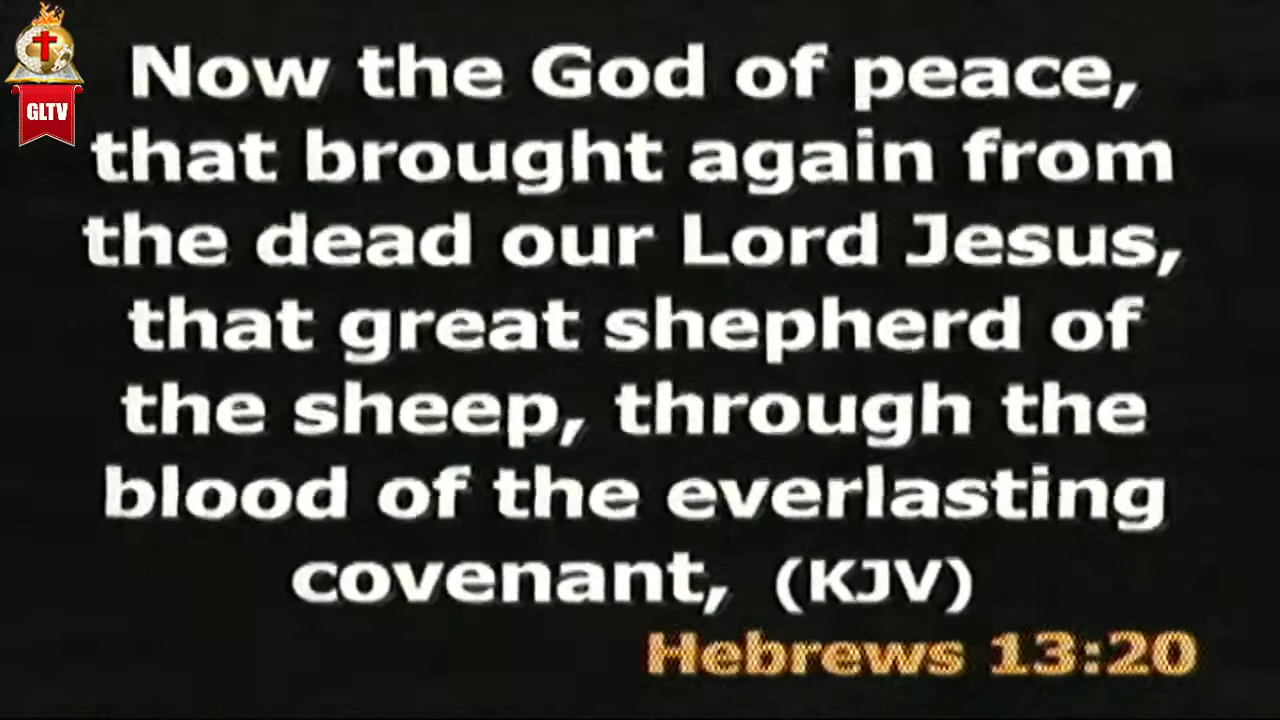 GLTV
Now the God of peace,
that brought again from
the dead our Lord Jesus,
that great shepherd of
the sheep, through the
blood of the everlasting
covenant, (KJV)
Hebrews 13:20